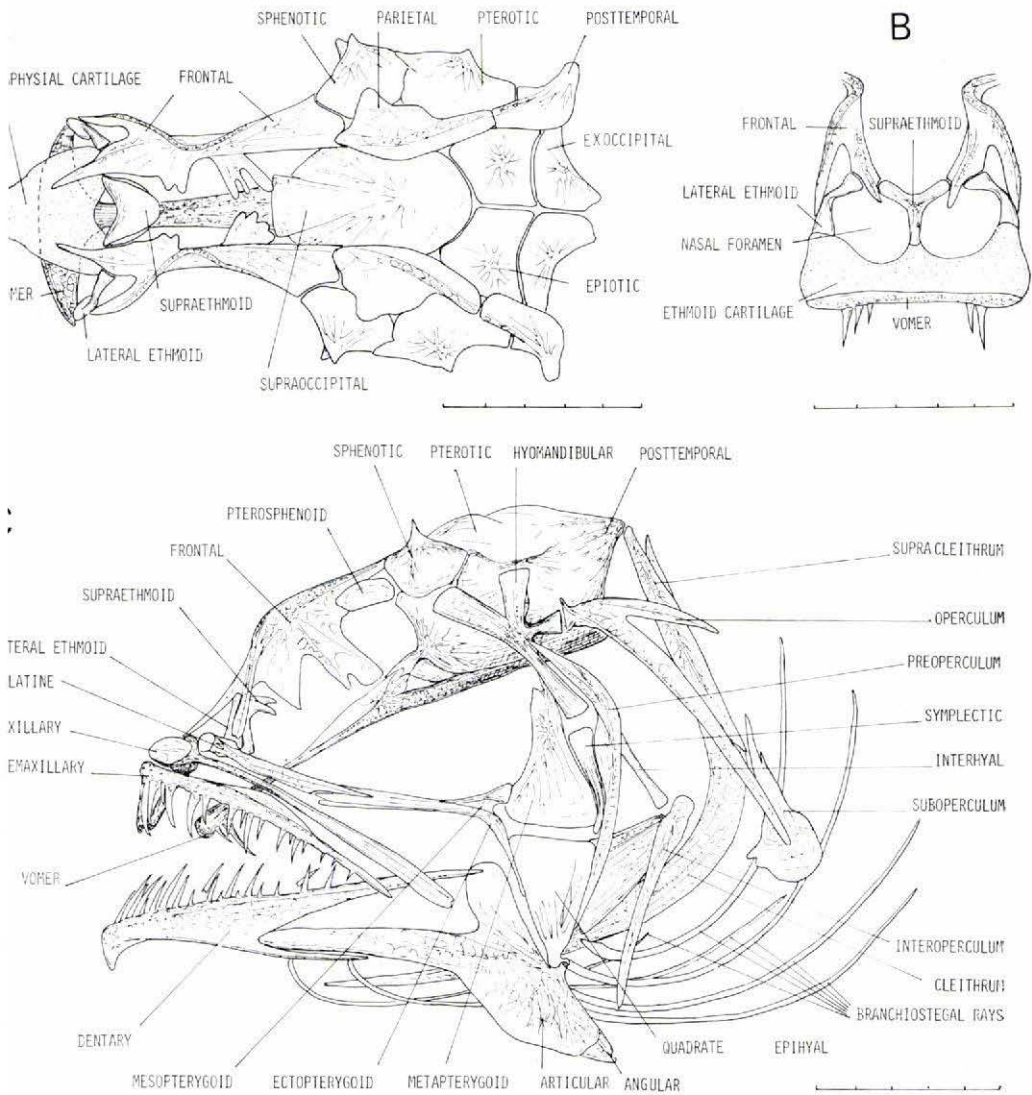 SPHENOTIC PARIETAL PTEROTIC POSTTEMPORAL
B
PHYSIAL CARTILAGE FRONTAL
FRONTAL SUPRAETHMOID
EXOCCIPITAL
LATERAL ETHMOID
NASAL FORAMEN
MER SUPRAETHMOID EPIOTIC
ETHMOID CARTILAGE VOMER
LATERAL ETHMOID
SUPRAOCCIPITAL
SPHENOTIC PTEROTIC HYOMANDIBULAR POSTTEMPORAL
PTEROSPHENOID
FRONTAL
SUPRACLEITHRUM
SUPRAETHMOID
OPERCULUM
TERAL ETHMOID
PREOPERCULUM
LATINE
SYMPLECTIC
XILLARY
INTERHYAL
EMAXILLARY
SUBOPERCULUM
VOMER
INTEROPERCULUM
CLEITHRUM
BRANCHIOSTEGAL RAYS
DENTARY
QUADRATE EPIHYAL
MESOPTERYGOID ECTOPTERYGOID METAPTERYGOID ARTICULAR ANGULAR